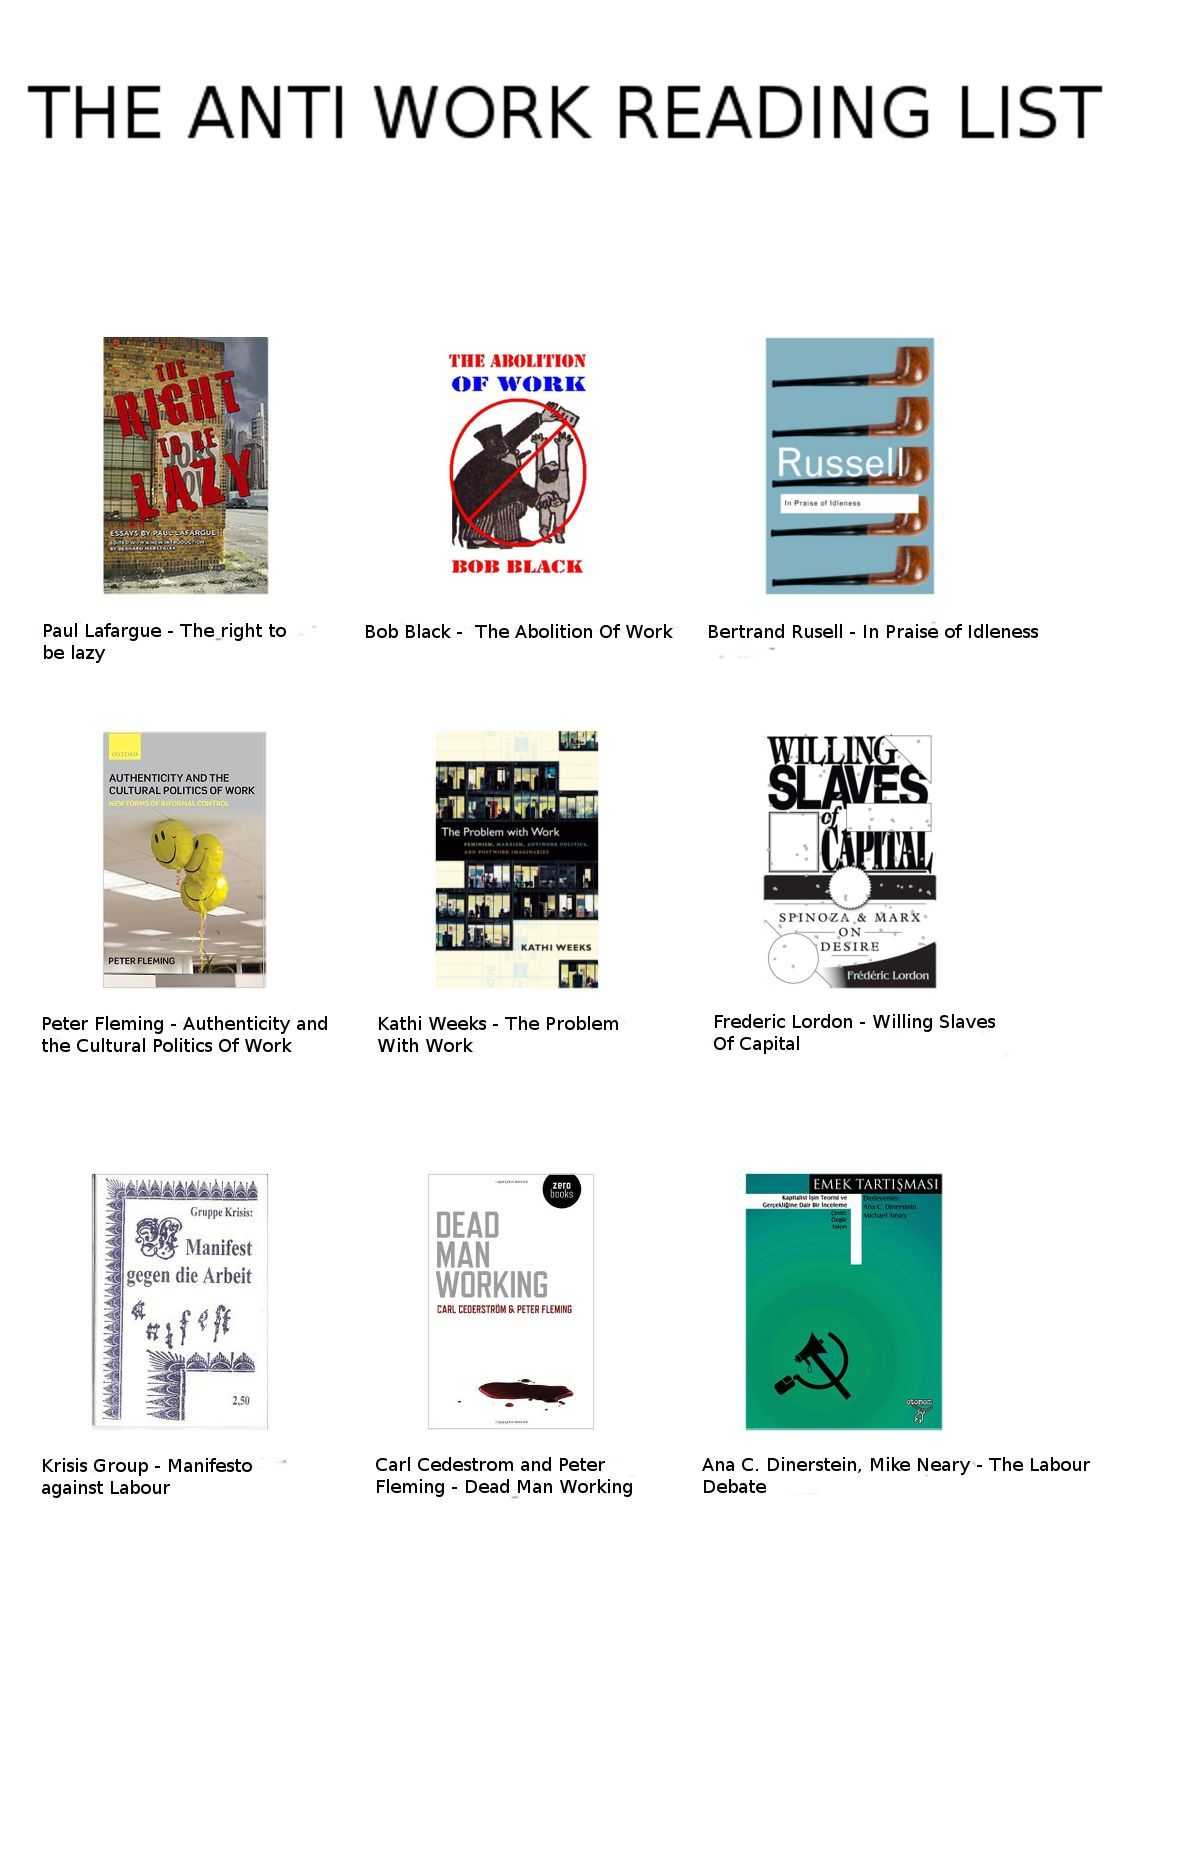 THE ANTI WORK READING LIST
THE
RIGHT
TO BE
LAZY
ESSAYS BY PAUL LAFARGUE
Paul Lafargue - The right to
be lazy
THE ABOLITION
OF WORK
BOB BLACK
Bob Black - The Abolition Of Work
Russell
In Praise of Idleness
Bertrand Rusell - In Praise of Idleness
OXFORD
AUTHENTICITY AND THE
CULTURAL POLITICS OF WORK
NEW FORMS OF INFORMAL CONTROL
PETER FLEMING
Peter Fleming - Authenticity and
the Cultural Politics Of Work
The Problem with Work
FEMINISM, MARXISM, ANTIWORK POLITICS,
AND POSTWORK IMAGINARIES
KATHI WEEKS
Kathi Weeks - The Problem
With Work
WILLING
SLAVES
of
CAPITAL
SPINOZA & MARX
ON
DESIRE
Frédéric Lordon
Frederic Lordon - Willing Slaves
Of Capital
Gruppe Krisis:
Manifest
gegen die Arbeit
2,50
Krisis Group - Manifesto
against Labour
zero
books
DEAD
MAN
WORKING
CARL CEDERSTRÖM & PETER FLEMING
Carl Cedestrom and Peter
Fleming - Dead Man Working
EMEK TARTIŞMASI
Kapitalist İşin Teorisi ve
Gerçekliğine Dair Bir İnceleme
Derleyenler:
Ana C. Dinerstein
Michael Neary
otonom
Ana C. Dinerstein, Mike Neary - The Labour
Debate